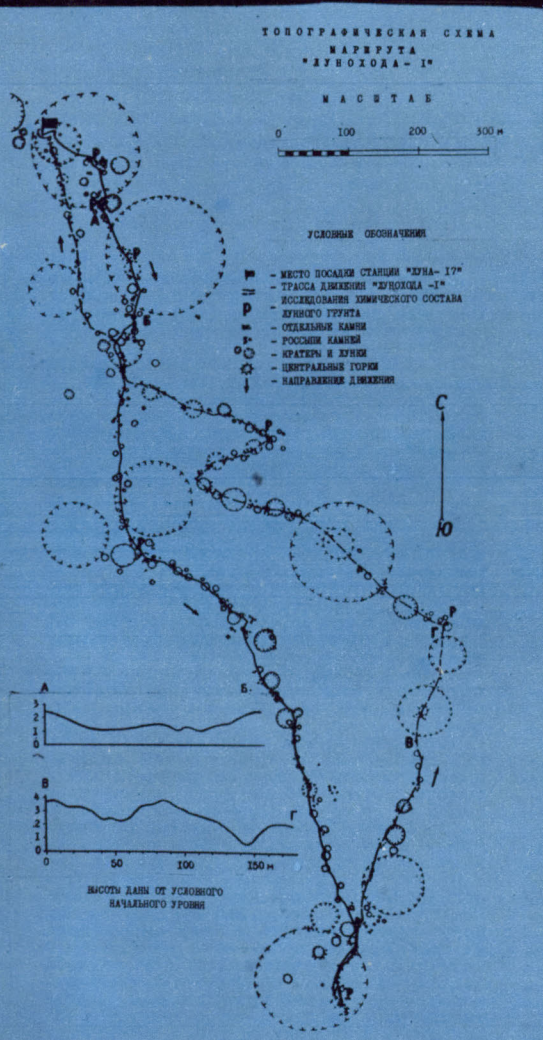 ТОПОГРАФИЧЕСКАЯ СХЕМА
МАРШРУТА
"ЛУНОХОДА-I"
МАСШТАБ
0 100 200 300 м
УСЛОВНЫЕ ОБОЗНАЧЕНИЯ
- МЕСТО ПОСАДКИ СТАНЦИИ "ЛУНА-17"
- ТРАССА ДВИЖЕНИЯ "ЛУНОХОДА -I"
Р - ИССЛЕДОВАНИЯ ХИМИЧЕСКОГО СОСТАВА
ЛУННОГО ГРУНТА
- ОТДЕЛЬНЫЕ КАМНИ
- РОССЫПИ КАМНЕЙ
- КРАТЕРЫ И ЛУНКИ
- ЦЕНТРАЛЬНЫЕ ГОРКИ
- НАПРАВЛЕНИЕ ДВИЖЕНИЯ
С
Ю
Р
А
Р
Б
Р
Р
Р
Р
Г
В
Р
А Б
3
2
1
0
В
Г
4
3
2
1
0
0 50 100 150 м
ВЫСОТЫ ДАНЫ ОТ УСЛОВНОГО
НАЧАЛЬНОГО УРОВНЯ